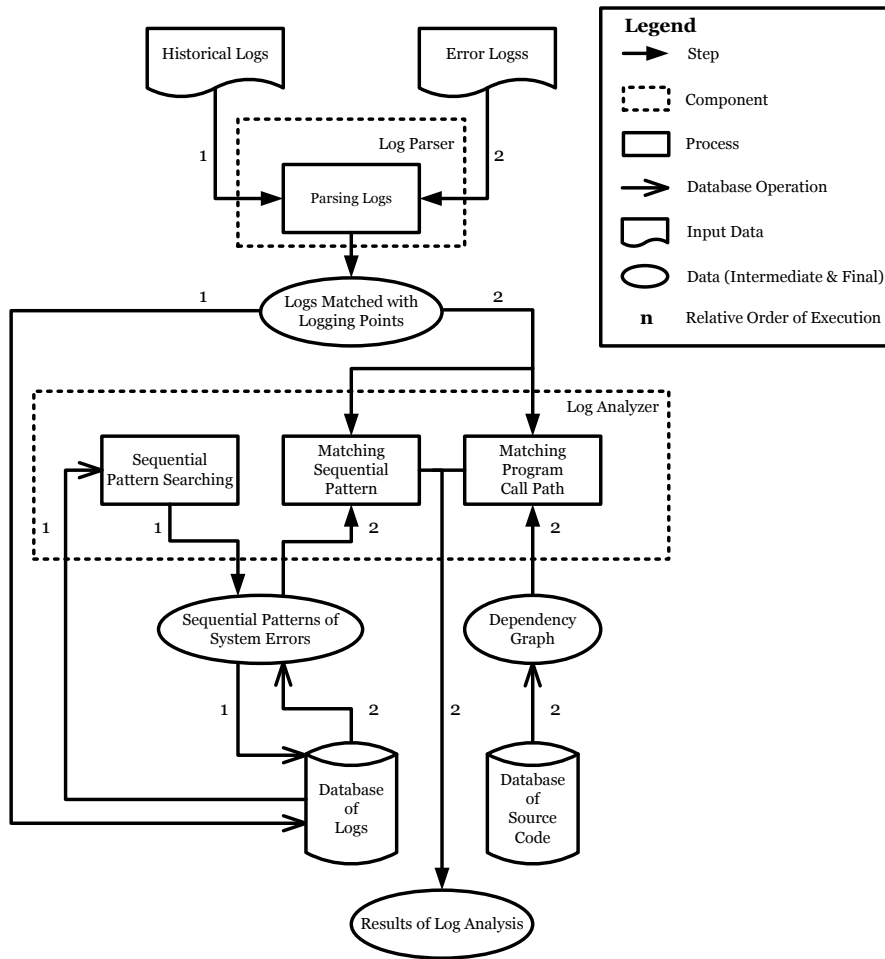 Historical Logs
Error Logss
Legend
Step
Component
Process
Database Operation
Input Data
Data (Intermediate & Final)
n Relative Order of Execution
1
2
Log Parser
Parsing Logs
1
2
Logs Matched with
Logging Points
Log Analyzer
Sequential
Pattern Searching
Matching
Sequential
Pattern
Matching
Program
Call Path
1
1
2
2
Sequential Patterns of
System Errors
Dependency
Graph
1
2
2
2
Database
of
Logs
Database
of
Source
Code
Results of Log Analysis